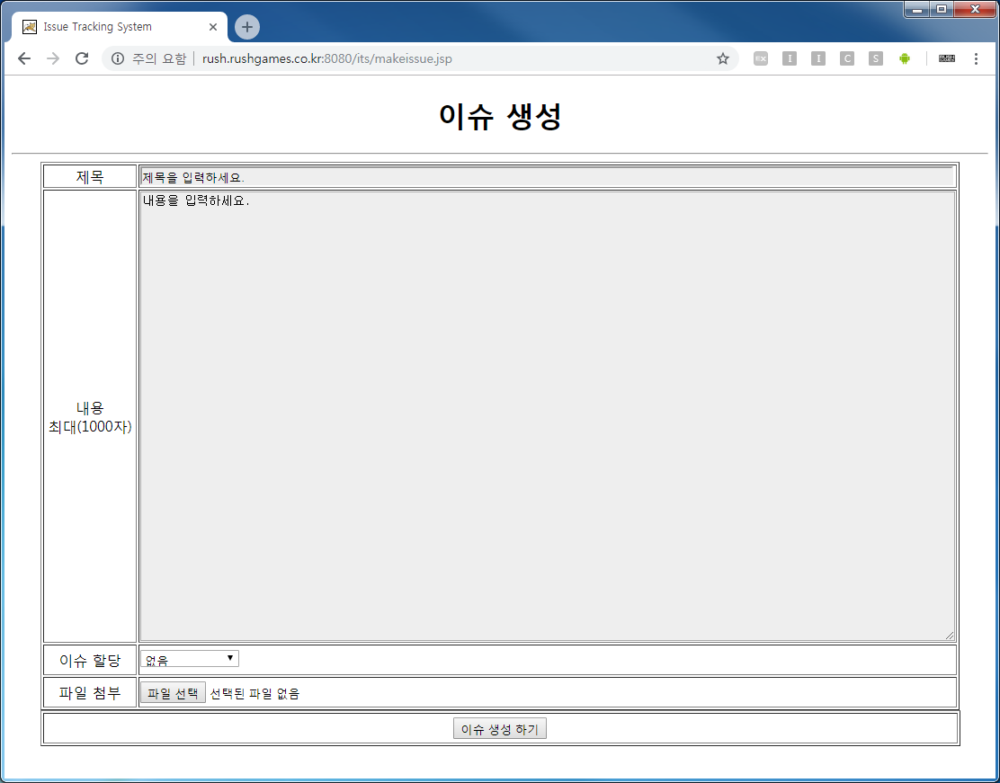 Issue Tracking System
주의 요함 rush.rushgames.co.kr:8080/its/makeissue.jsp
이슈 생성
제목
제목을 입력하세요.
내용을 입력하세요.
내용
최대(1000자)
이슈 할당
없음
파일 첨부
파일 선택 선택된 파일 없음
이슈 생성 하기